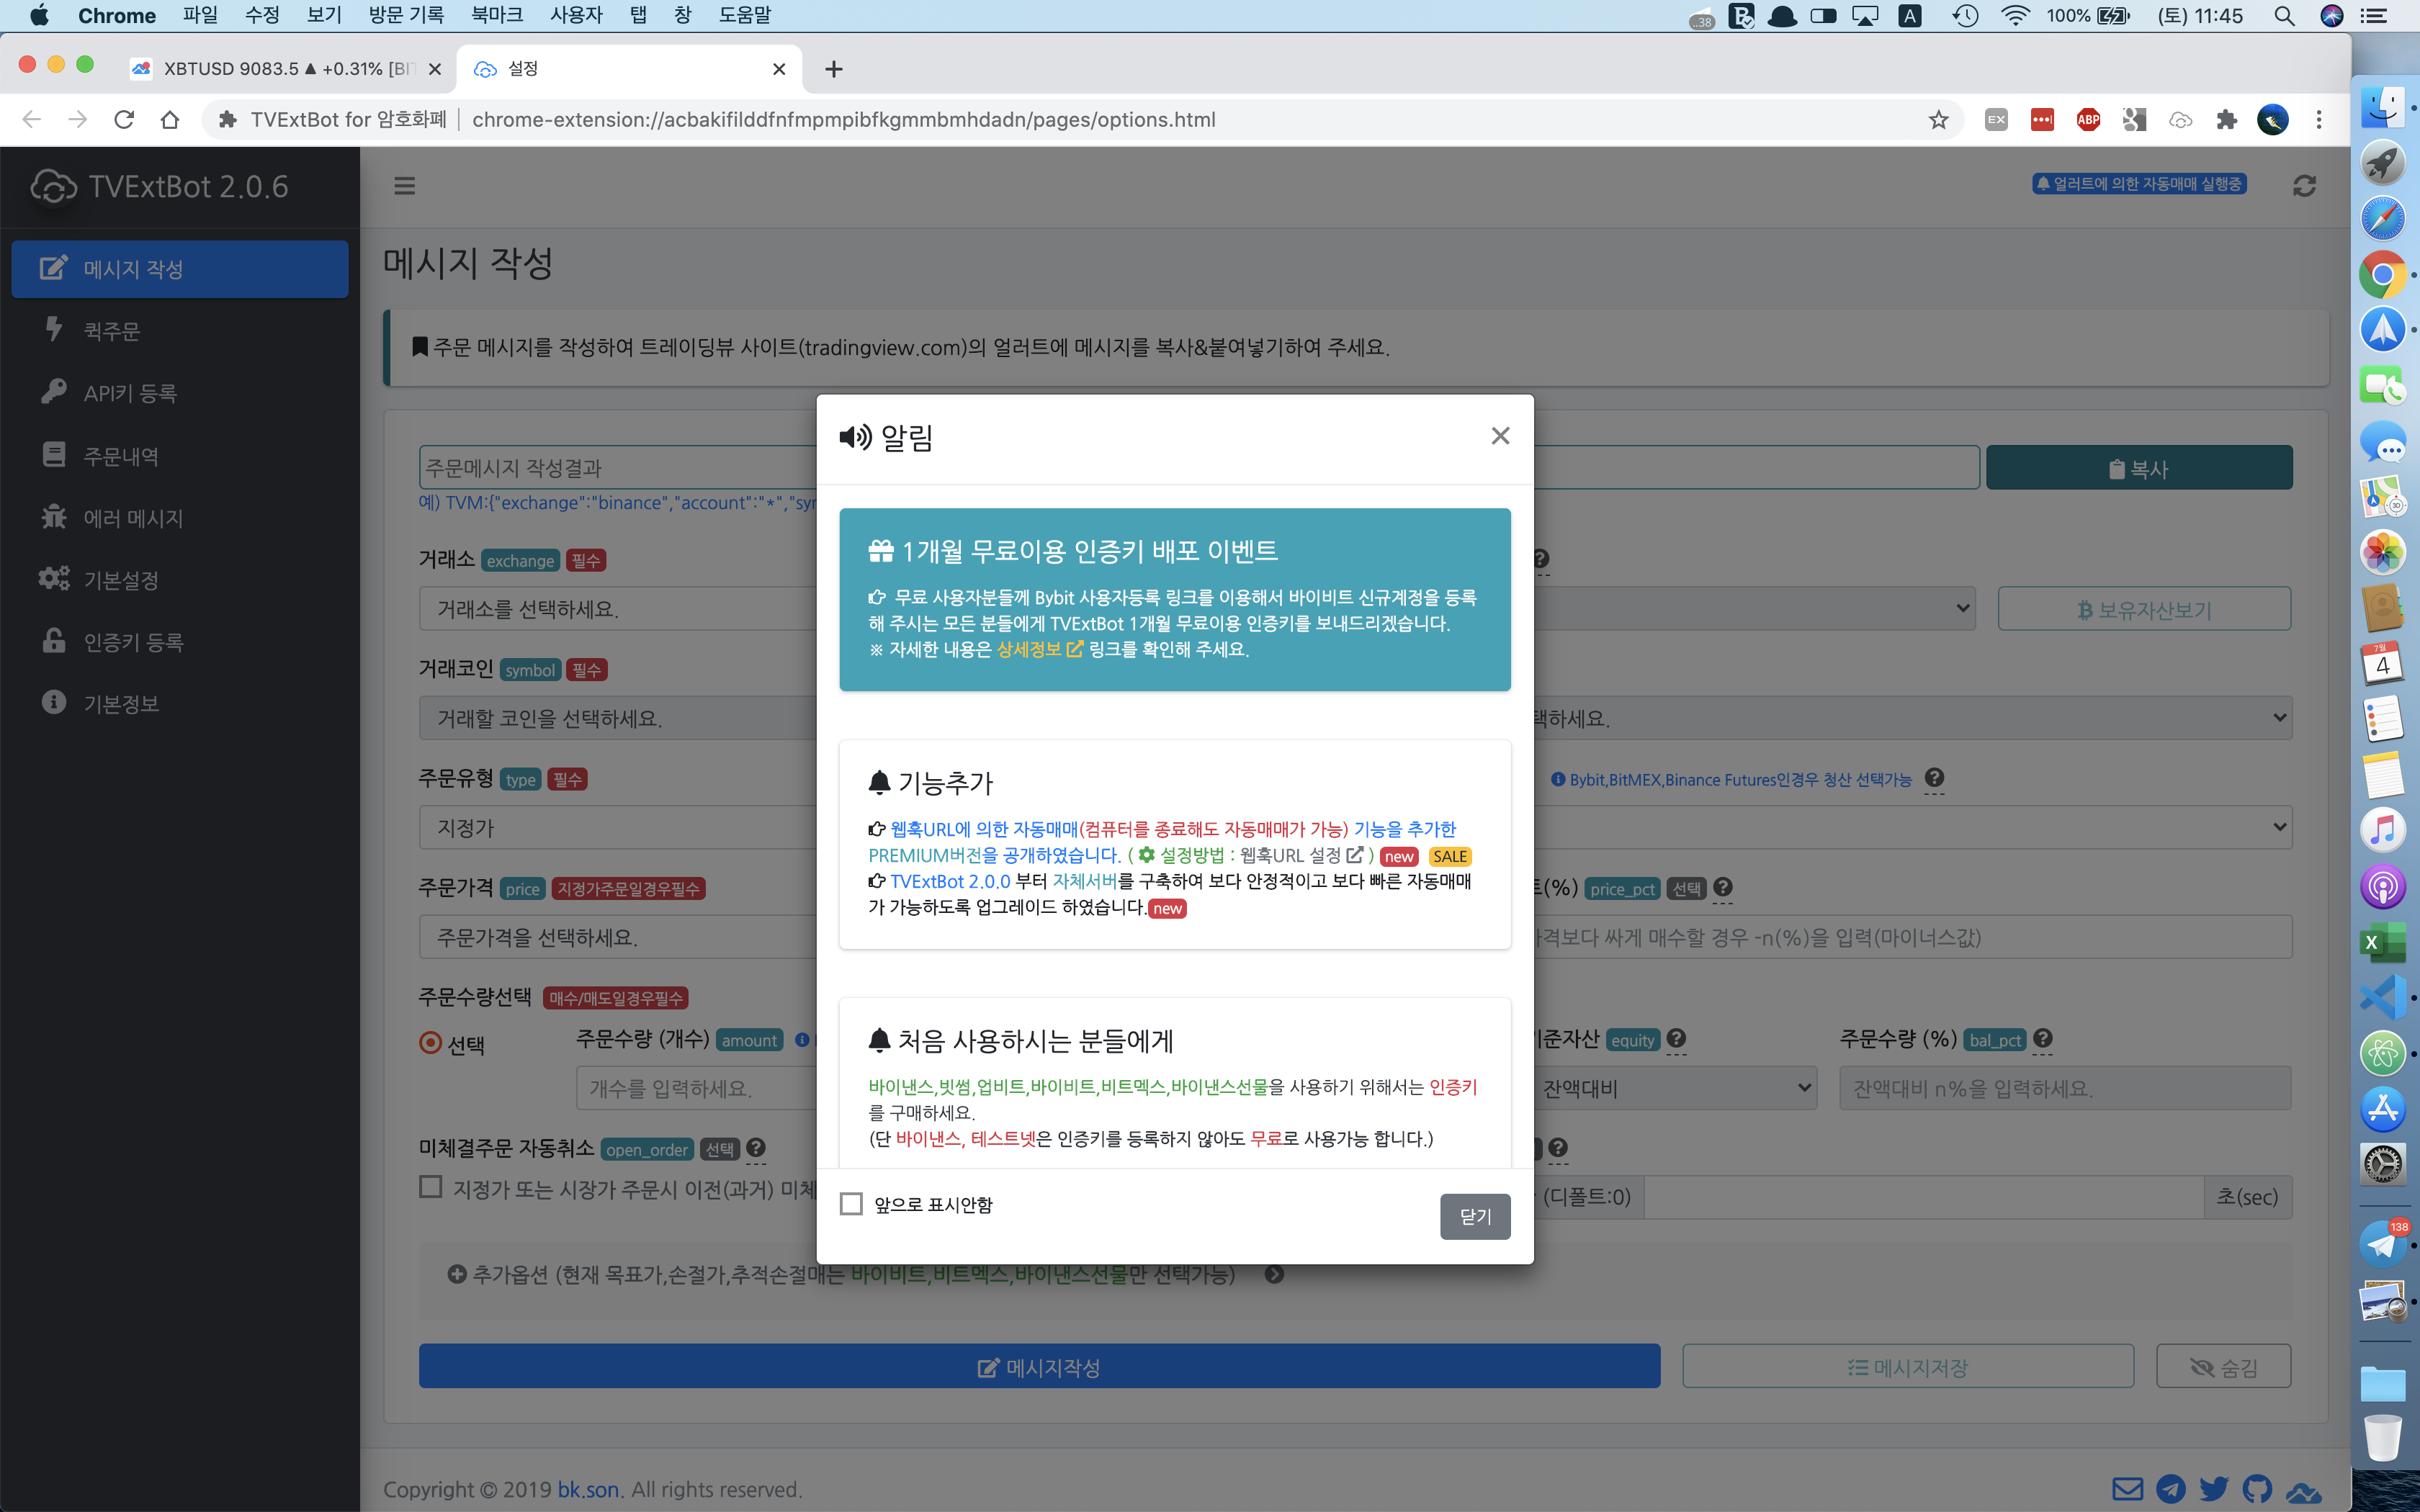 Chrome 파일 수정 보기 방문 기록 북마크 사용자 탭 창 도움말 ..38 A 100% (토) 11:45
XBTUSD 9083.5 ▲ +0.31% 설정
TVExtBot for 암호화폐 chrome-extension://acbakifilddfnfmpmpibfkgmmbmhdadn/pages/options.html EX ABP
TVExtBot 2.0.6
얼러트에 의한 자동매매 실행중
메시지 작성
퀵주문
API키 등록
주문내역
에러 메시지
기본설정
인증키 등록
기본정보
메시지 작성
주문 메시지를 작성하여 트레이딩뷰 사이트(tradingview.com)의 얼러트에 메시지를 복사&붙여넣기하여 주세요.
주문메시지 작성결과
복사
예) TVM:{"exchange":"binance","account":"*",
거래소 exchange 필수
거래소를 선택하세요.
보유자산보기
거래코인 symbol 필수
거래할 코인을 선택하세요.
택하세요.
주문유형 type 필수
Bybit,BitMEX,Binance Futures인경우 청산 선택가능
지정가
주문가격 price 지정가주문일경우필수
(%) price_pct 선택
주문가격을 선택하세요.
격보다 싸게 매수할 경우 -n(%)을 입력(마이너스값)
주문수량선택 매수/매도일경우필수
선택
주문수량 (개수) amount
기준자산 equity
주문수량 (%) bal_pct
개수를 입력하세요.
잔액대비
잔액대비 n%을 입력하세요.
미체결주문 자동취소 open_order 선택
지정가 또는 시장가 주문시 이전(과거) 미체
(디폴트:0)
초(sec)
추가옵션 (현재 목표가,손절가,추적손절매는 바이비트,비트멕스,바이낸스선물만 선택가능)
메시지작성
메시지저장
숨김
Copyright © 2019 bk.son. All rights reserved.
알림
1개월 무료이용 인증키 배포 이벤트
무료 사용자분들께 Bybit 사용자등록 링크를 이용해서 바이비트 신규계정을 등록
해 주시는 모든 분들에게 TVExtBot 1개월 무료이용 인증키를 보내드리겠습니다.
※ 자세한 내용은 상세정보 링크를 확인해 주세요.
기능추가
웹훅URL에 의한 자동매매(컴퓨터를 종료해도 자동매매가 가능) 기능을 추가한
PREMIUM버전을 공개하였습니다. ( 설정방법 : 웹훅URL 설정 ) new SALE
TVExtBot 2.0.0 부터 자체서버를 구축하여 보다 안정적이고 보다 빠른 자동매매
가 가능하도록 업그레이드 하였습니다. new
처음 사용하시는 분들에게
바이낸스,빗썸,업비트,바이비트,비트멕스,바이낸스선물을 사용하기 위해서는 인증키
를 구매하세요.
(단 바이낸스, 테스트넷은 인증키를 등록하지 않아도 무료로 사용가능 합니다.)
앞으로 표시안함
닫기
7월
4
138